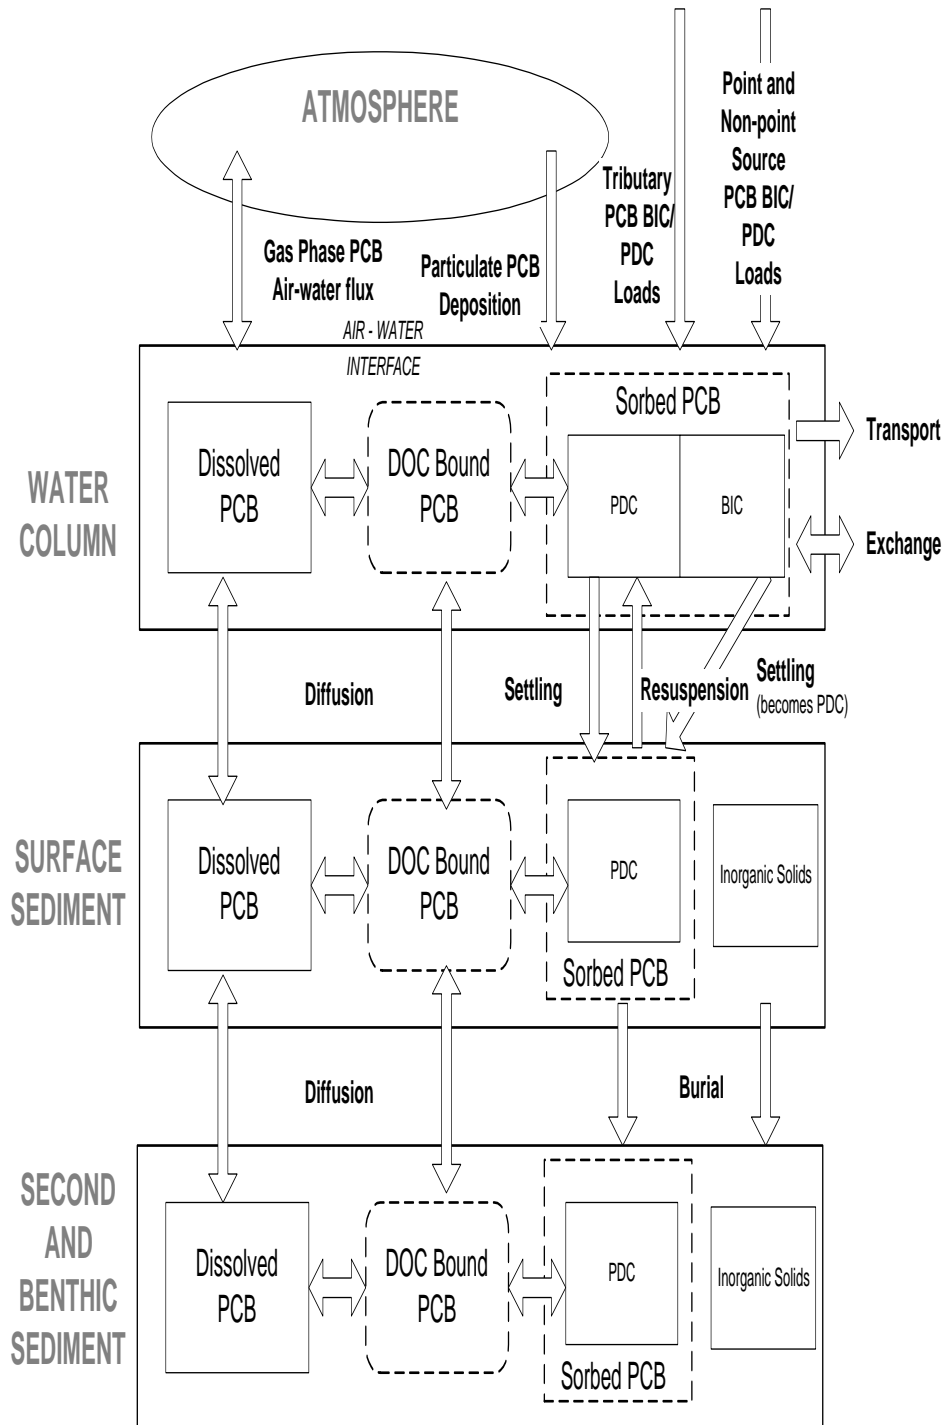 ATMOSPHERE
Point and
Non-point
Source
PCB BIC/
PDC
Loads
Tributary
PCB BIC/
PDC
Loads
Gas Phase PCB
Air-water flux
Particulate PCB
Deposition
AIR - WATER
INTERFACE
WATER
COLUMN
Dissolved
PCB
DOC Bound
PCB
Sorbed PCB
PDC
BIC
Transport
Exchange
Diffusion
Settling
Resuspension
Settling
(becomes PDC)
SURFACE
SEDIMENT
Dissolved
PCB
DOC Bound
PCB
PDC
Sorbed PCB
Inorganic Solids
Diffusion
Burial
SECOND
AND
BENTHIC
SEDIMENT
Dissolved
PCB
DOC Bound
PCB
PDC
Sorbed PCB
Inorganic Solids